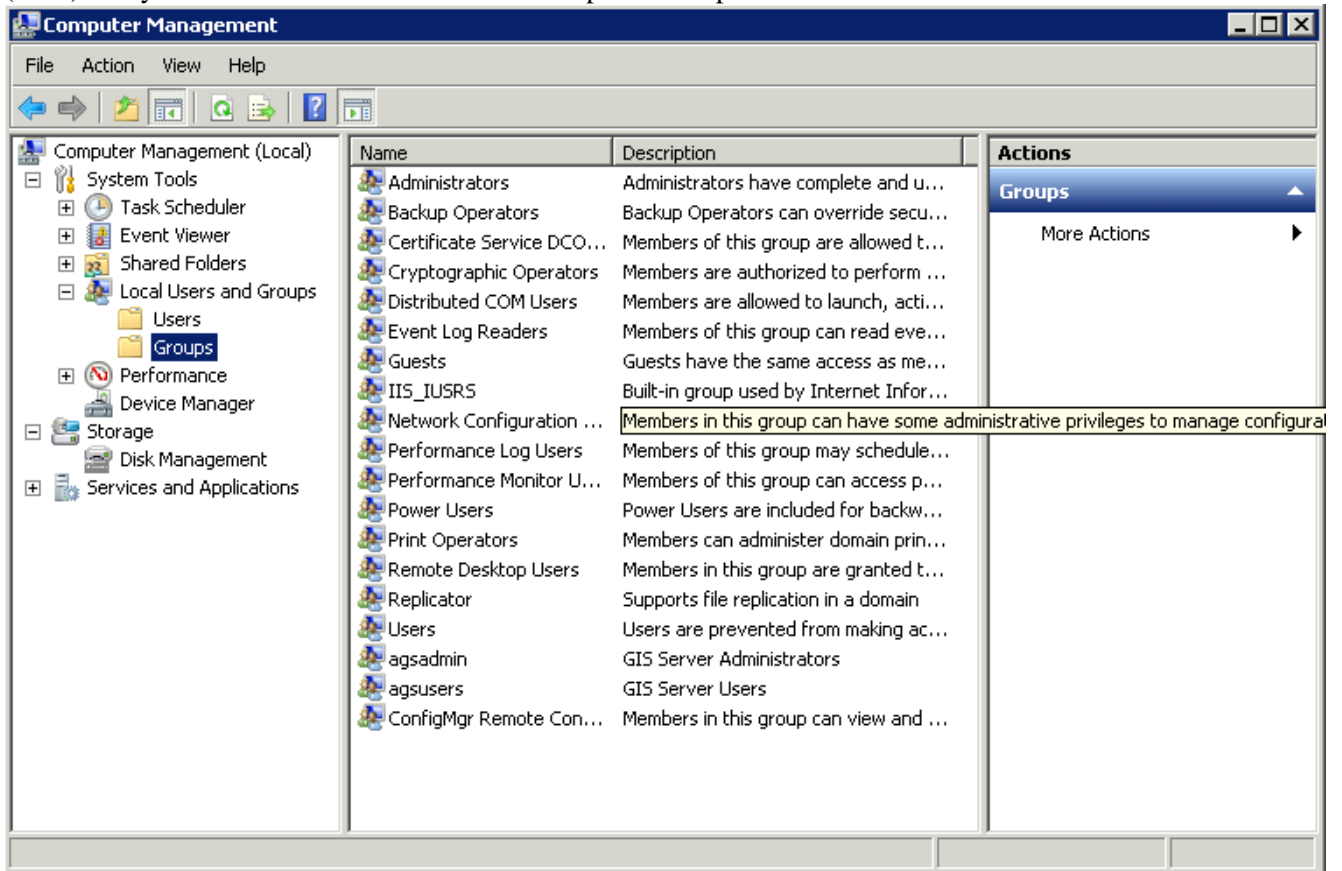 Computer Management
File Action View Help
Computer Management (Local)
System Tools
Task Scheduler
Event Viewer
Shared Folders
Local Users and Groups
Users
Groups
Performance
Device Manager
Storage
Disk Management
Services and Applications
Name Description
Administrators Administrators have complete and u...
Backup Operators Backup Operators can override secu...
Certificate Service DCO... Members of this group are allowed t...
Cryptographic Operators Members are authorized to perform ...
Distributed COM Users Members are allowed to launch, acti...
Event Log Readers Members of this group can read eve...
Guests Guests have the same access as me...
IIS_IUSRS Built-in group used by Internet Infor...
Network Configuration ... Members in this group can have some administrative privileges to manage configurat
Performance Log Users Members of this group may schedule...
Performance Monitor U... Members of this group can access p...
Power Users Power Users are included for backw...
Print Operators Members can administer domain prin...
Remote Desktop Users Members in this group are granted t...
Replicator Supports file replication in a domain
Users Users are prevented from making ac...
agsadmin GIS Server Administrators
agsusers GIS Server Users
ConfigMgr Remote Con... Members in this group can view and ...
Actions
Groups
More Actions